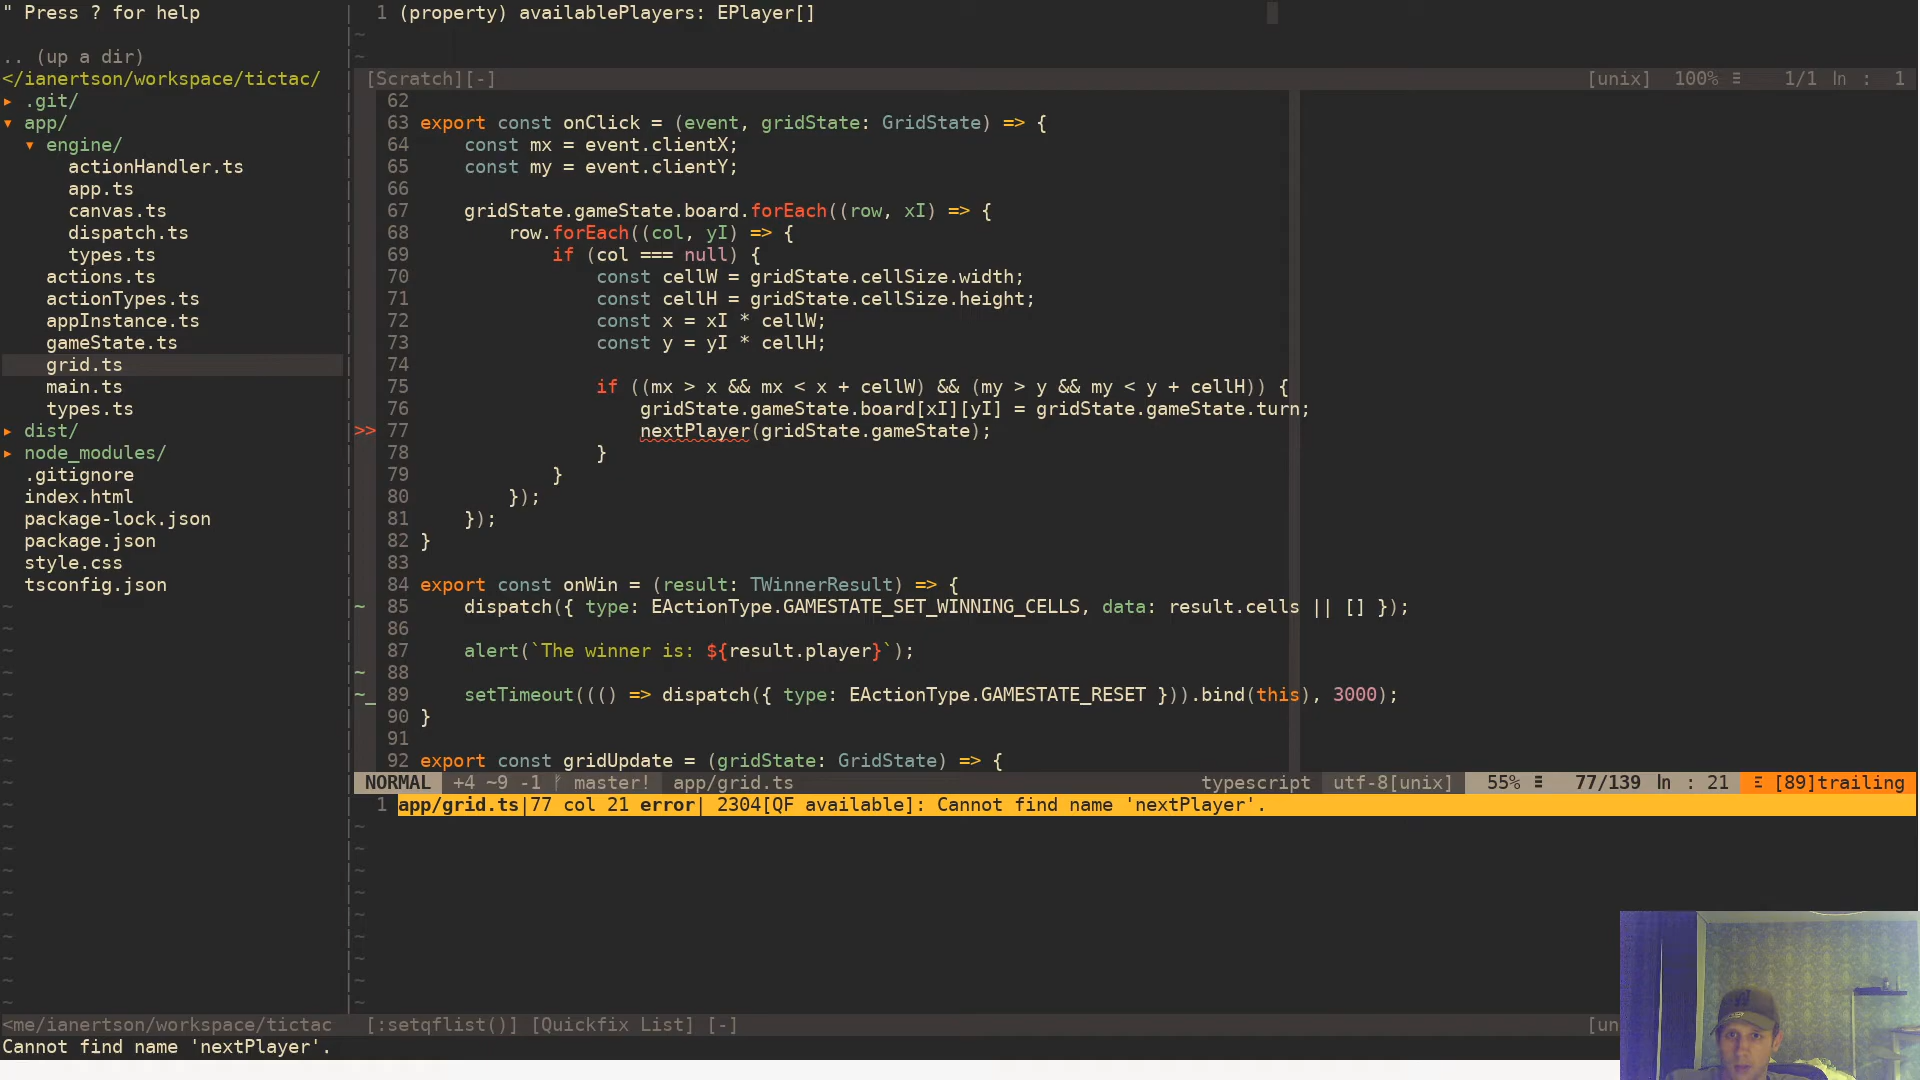 " Press ? for help
.. (up a dir)
</ianertson/workspace/tictac/
▸ .git/
▾ app/
▾ engine/
actionHandler.ts
app.ts
canvas.ts
dispatch.ts
types.ts
actions.ts
actionTypes.ts
appInstance.ts
gameState.ts
grid.ts
main.ts
types.ts
▸ dist/
▸ node_modules/
.gitignore
index.html
package-lock.json
package.json
style.css
tsconfig.json
<me/ianertson/workspace/tictac
1 (property) availablePlayers: EPlayer[]
[Scratch][-] [unix] 100% ≡ 1/1 ln : 1
62
63 export const onClick = (event, gridState: GridState) => {
64 const mx = event.clientX;
65 const my = event.clientY;
66
67 gridState.gameState.board.forEach((row, xI) => {
68 row.forEach((col, yI) => {
69 if (col === null) {
70 const cellW = gridState.cellSize.width;
71 const cellH = gridState.cellSize.height;
72 const x = xI * cellW;
73 const y = yI * cellH;
74
75 if ((mx > x && mx < x + cellW) && (my > y && my < y + cellH)) {
76 gridState.gameState.board[xI][yI] = gridState.gameState.turn;
>> 77 nextPlayer(gridState.gameState);
78 }
79 }
80 });
81 });
82 }
83
84 export const onWin = (result: TWinnerResult) => {
~ 85 dispatch({ type: EActionType.GAMESTATE_SET_WINNING_CELLS, data: result.cells || [] });
86
87 alert(`The winner is: ${result.player}`);
~ 88
~_ 89 setTimeout((() => dispatch({ type: EActionType.GAMESTATE_RESET })).bind(this), 3000);
90 }
91
92 export const gridUpdate = (gridState: GridState) => {
NORMAL +4 ~9 -1 ᚠ master! app/grid.ts typescript utf-8[unix] 55% ≡ 77/139 ln : 21 Ξ [89]trailing
1 app/grid.ts|77 col 21 error| 2304[QF available]: Cannot find name 'nextPlayer'.
[:setqflist()] [Quickfix List] [-] [un
Cannot find name 'nextPlayer'.